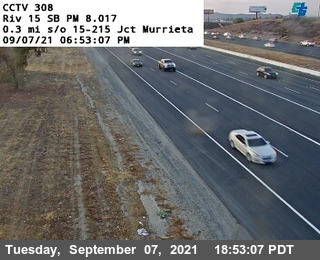 CCTV 308
Riv 15 SB PM 8.017
0.3 mi s/o 15-215 Jct Murrieta
09/07/21 06:53:07 PM
Tuesday, September 07, 2021 18:53:07 PDT